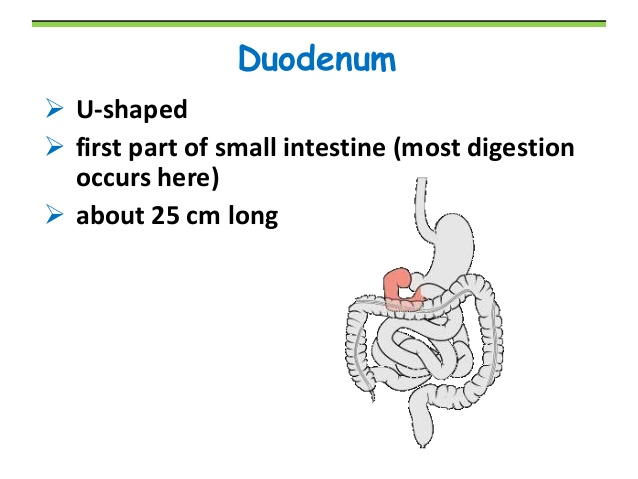 Duodenum
➢ U-shaped
➢ first part of small intestine (most digestion
occurs here)
➢ about 25 cm long